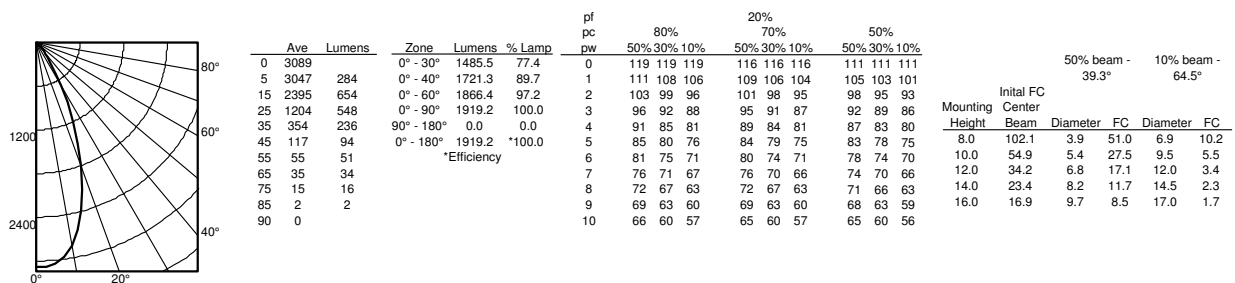 80°
60°
40°
1200
2400
0° 20°
Ave Lumens
0 3089
5 3047 284
15 2395 654
25 1204 548
35 354 236
45 117 94
55 55 51
65 35 34
75 15 16
85 2 2
90 0
Zone Lumens % Lamp
0° - 30° 1485.5 77.4
0° - 40° 1721.3 89.7
0° - 60° 1866.4 97.2
0° - 90° 1919.2 100.0
90° - 180° 0.0 0.0
0° - 180° 1919.2 *100.0
*Efficiency
pf 20%
pc 80% 70% 50%
pw 50% 30% 10% 50% 30% 10% 50% 30% 10%
0 119 119 119 116 116 116 111 111 111
1 111 108 106 109 106 104 105 103 101
2 103 99 96 101 98 95 98 95 93
3 96 92 88 95 91 87 92 89 86
4 91 85 81 89 84 81 87 83 80
5 85 80 76 84 79 75 83 78 75
6 81 75 71 80 74 71 78 74 70
7 76 71 67 76 70 66 74 70 66
8 72 67 63 72 67 63 71 66 63
9 69 63 60 69 63 60 68 63 59
10 66 60 57 65 60 57 65 60 56
50% beam - 10% beam -
39.3° 64.5°
Inital FC
Mounting Center
Height Beam Diameter FC Diameter FC
8.0 102.1 3.9 51.0 6.9 10.2
10.0 54.9 5.4 27.5 9.5 5.5
12.0 34.2 6.8 17.1 12.0 3.4
14.0 23.4 8.2 11.7 14.5 2.3
16.0 16.9 9.7 8.5 17.0 1.7